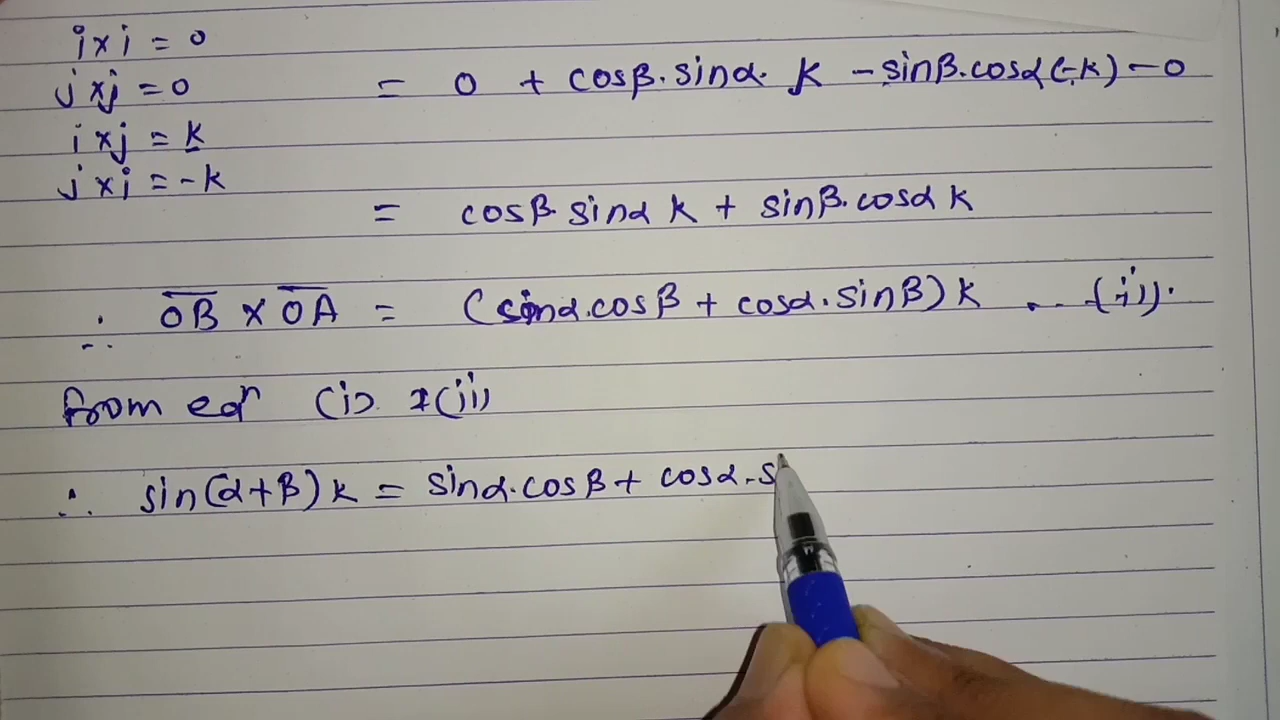 i × i = 0
j × j = 0
= 0 + cosβ. sinα. k - sinβ. cosα (-k) - 0
i × j = k
j × i = -k
= cosβ. sinα k + sinβ. cosα k
∴ OB × OA = (sinα. cosβ + cosα. sinβ) k ... (ii).
from eqn (i) & (ii)
∴ sin(α+β) k = sinα. cosβ + cosα. s